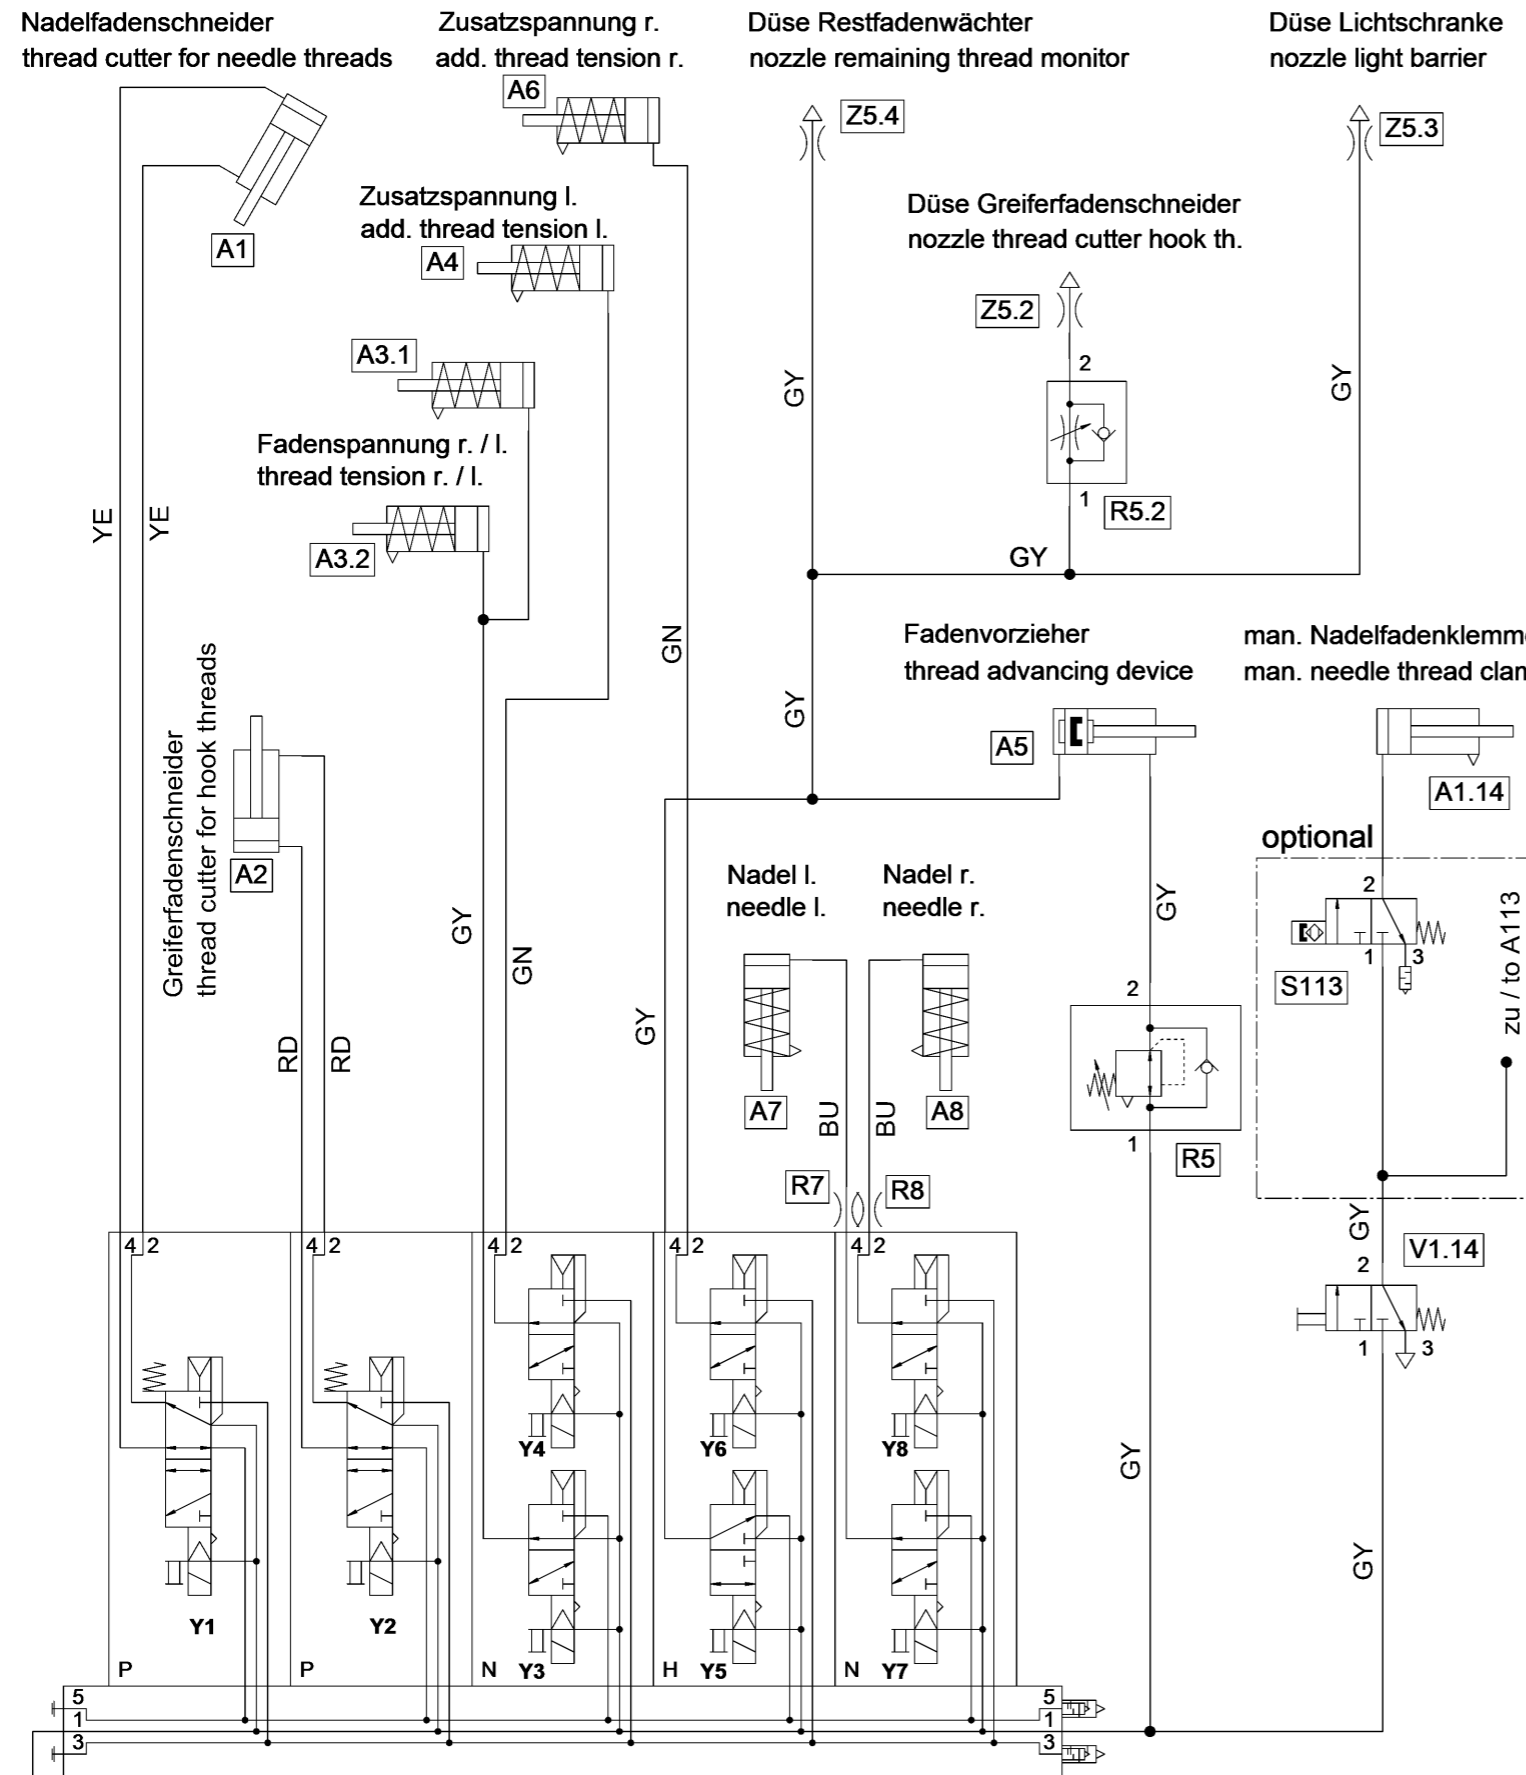 Nadelfadenschneider
thread cutter for needle threads
Zusatzspannung r.
add. thread tension r.
Düse Restfadenwächter
nozzle remaining thread monitor
Düse Lichtschranke
nozzle light barrier
A6
Z5.4
Z5.3
A1
Zusatzspannung l.
add. thread tension l.
A4
Düse Greiferfadenschneider
nozzle thread cutter hook th.
Z5.2
2
1
R5.2
A3.1
Fadenspannung r. / l.
thread tension r. / l.
A3.2
YE
YE
GY
GY
GY
GN
GY
Fadenvorzieher
thread advancing device
man. Nadelfadenklemm
man. needle thread clam
Greiferfadenschneider
thread cutter for hook threads
A2
A5
A1.14
optional
Nadel l.
needle l.
Nadel r.
needle r.
GY
GN
GY
RD
RD
GY
2
1
3
S113
zu / to A113
A7
BU
BU
A8
2
1
R5
R7
R8
GY
V1.14
2
1
3
4 2
4 2
4 2
4 2
4 2
Y4
Y6
Y8
GY
GY
Y1
Y2
P
P
N
Y3
H
Y5
N
Y7
5
1
3
5
1
3